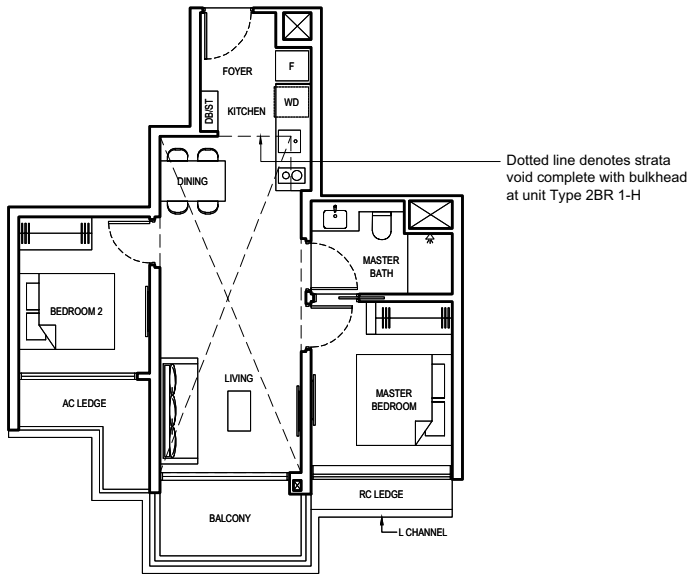 FOYER
F
KITCHEN
WD
DB/ST
DINING
Dotted line denotes strata
void complete with bulkhead
at unit Type 2BR 1-H
MASTER
BATH
BEDROOM 2
LIVING
AC LEDGE
MASTER
BEDROOM
RC LEDGE
BALCONY
L CHANNEL